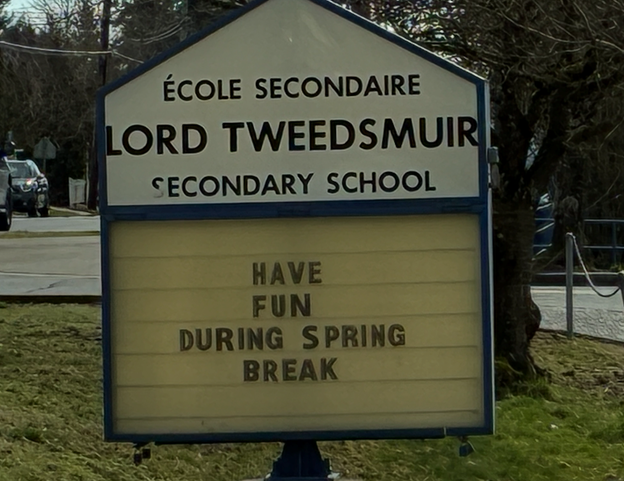 ÉCOLE SECONDAIRE
LORD TWEEDSMUIR
SECONDARY SCHOOL
HAVE
FUN
DURING SPRING
BREAK